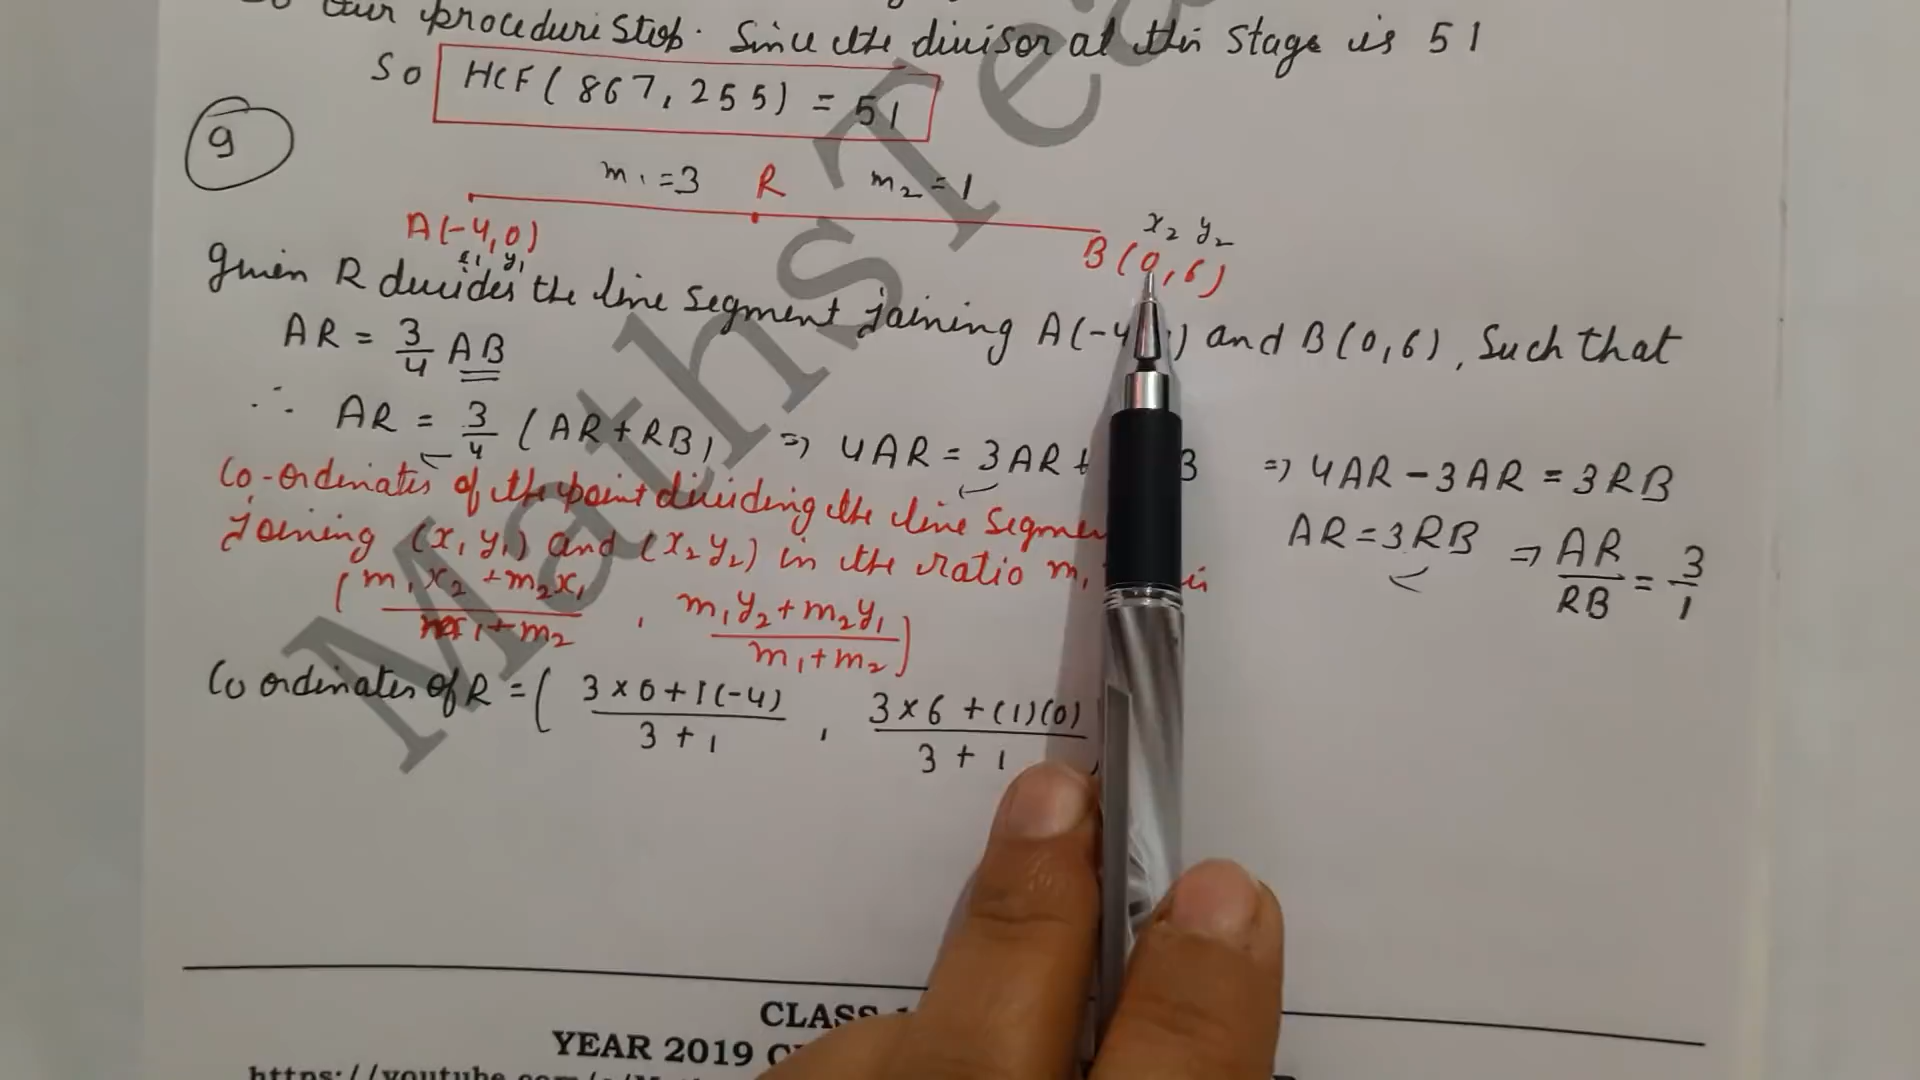 our procedure stop. Since the divisor at this stage is 51
So HCF ( 867, 255 ) = 51
9
m1 = 3 R m2 = 1
x2 y2
A(-4,0) B(0,6)
x1 y1
given R divides the line segment joining A(-4 ) and B(0,6), Such that
AR = 3/4 AB
∴ AR = 3/4 (AR+RB) ⇒ 4AR = 3AR + B ⇒ 4AR - 3AR = 3RB
AR = 3RB ⇒ AR/RB = 3/1
Co-ordinates of the point dividing the line Segme
joining (x1 y1) and (x2 y2) in the ratio m1 is
( m1x2 + m2x1 / m1 + m2 , m1y2 + m2y1 / m1 + m2 )
Co ordinates of R = ( 3×0+1(-4) / 3+1 , 3×6+(1)(0) / 3+1 )
Maths Tea
CLASS
YEAR 2019 C
https://youtube.com/c/M